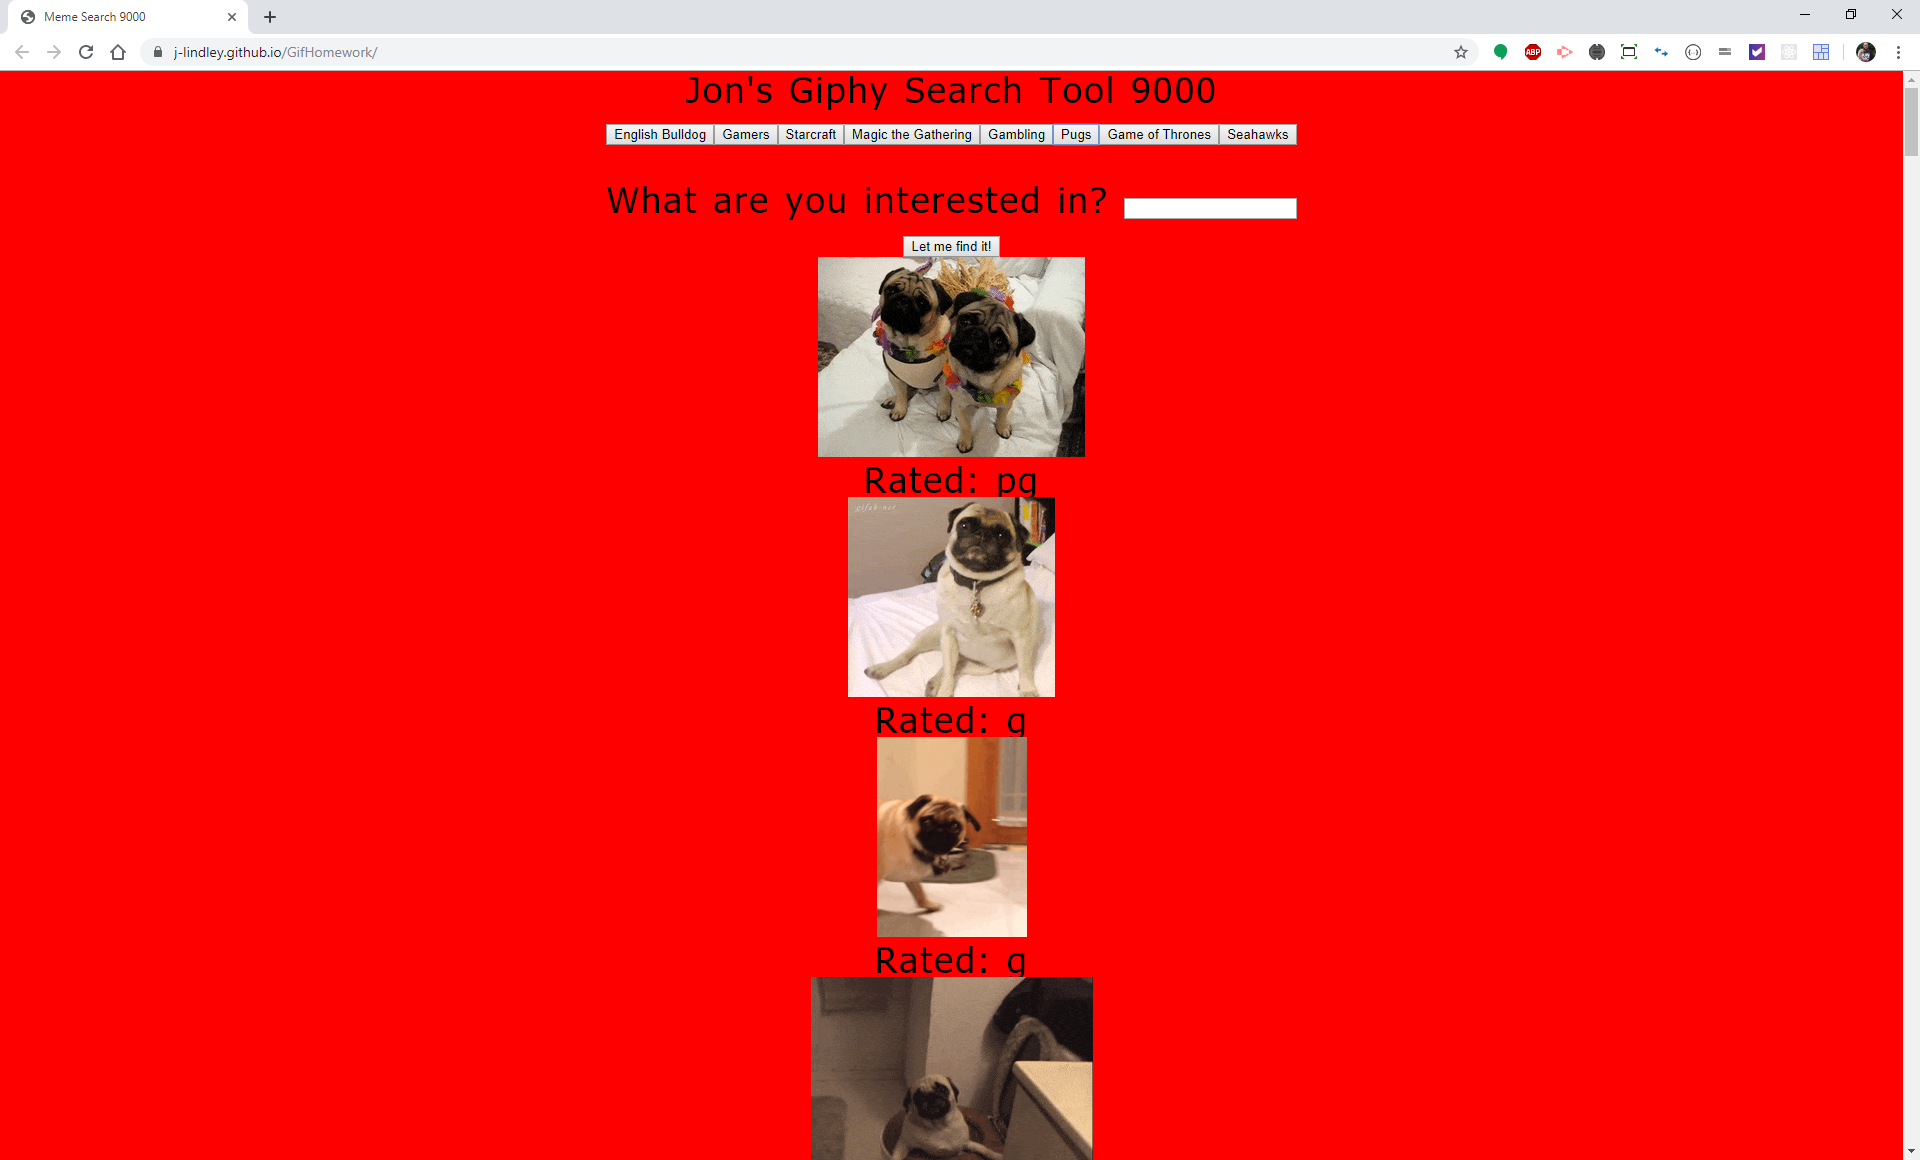 Meme Search 9000
j-lindley.github.io/GifHomework/
ABP
Jon's Giphy Search Tool 9000
English Bulldog Gamers Starcraft Magic the Gathering Gambling Pugs Game of Thrones Seahawks
What are you interested in?
Let me find it!
Rated: pg
Rated: g
Rated: g